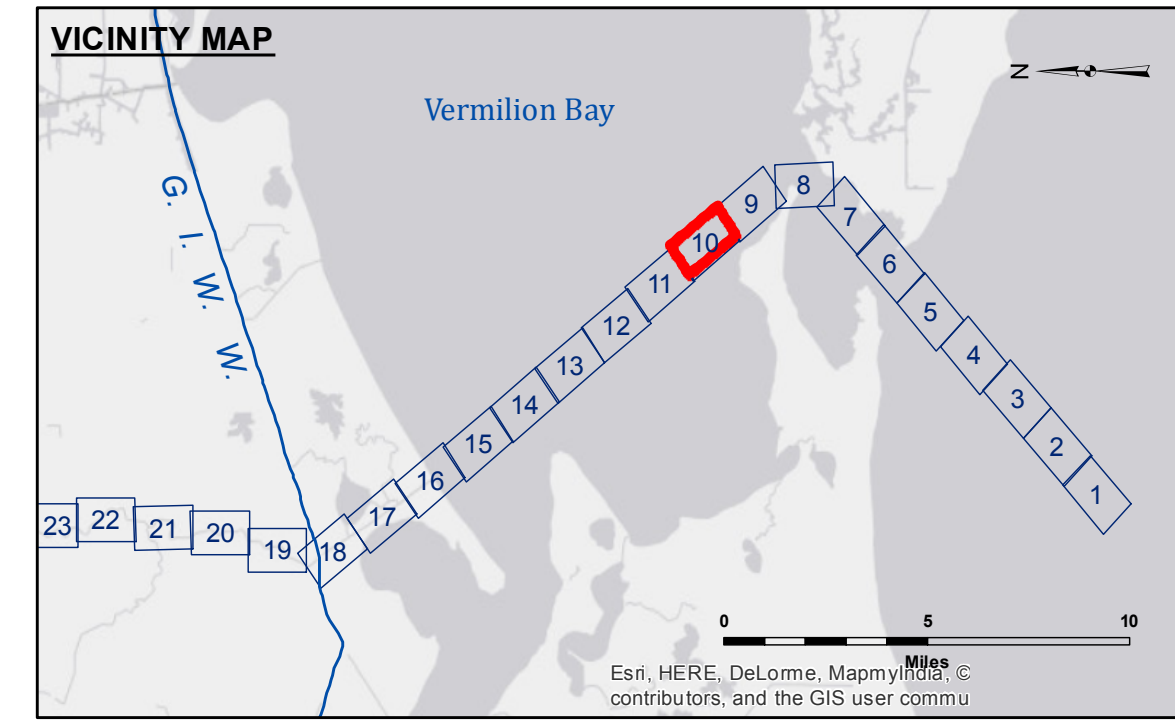 VICINITY MAP
N
Vermilion Bay
G. I. W. W.
8
9
7
10
6
11
5
12
4
13
3
14
2
15
16
1
17
23 22 21 20 19 18
0 5 10
Miles
Esri, HERE, DeLorme, MapmyIndia, ©
contributors, and the GIS user commu